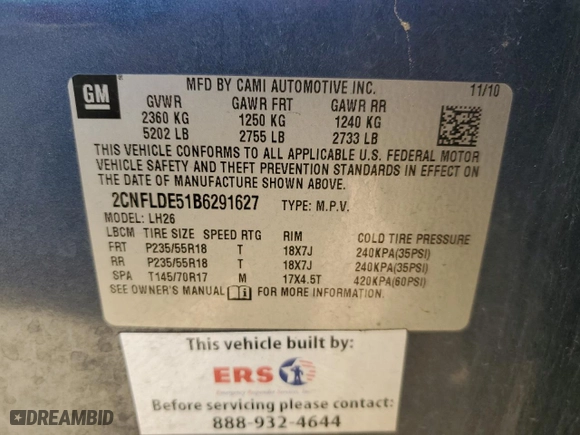 GM
MFD BY CAMI AUTOMOTIVE INC. 11/10
GVWR GAWR FRT GAWR RR
2360 KG 1250 KG 1240 KG
5202 LB 2755 LB 2733 LB
THIS VEHICLE CONFORMS TO ALL APPLICABLE U.S. FEDERAL MOTOR
VEHICLE SAFETY AND THEFT PREVENTION STANDARDS IN EFFECT ON
THE DATE OF MANUFACTURE SHOWN ABOVE.
2CNFLDE51B6291627 TYPE: M.P.V.
MODEL: LH26
LBCM TIRE SIZE SPEED RTG RIM COLD TIRE PRESSURE
FRT P235/55R18 T 18X7J 240KPA(35PSI)
RR P235/55R18 T 18X7J 240KPA(35PSI)
SPA T145/70R17 M 17X4.5T 420KPA(60PSI)
SEE OWNER'S MANUAL FOR MORE INFORMATION.
This vehicle built by:
ERS
Emergency Responder Services, Inc.
Before servicing please contact:
888-932-4644
DREAMBID